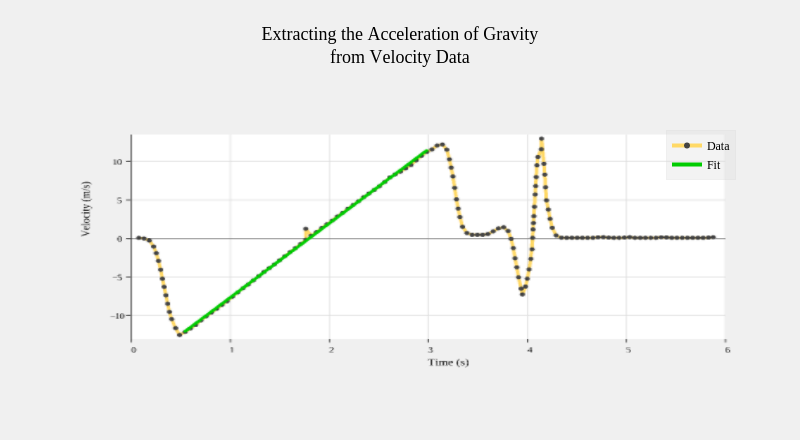 Extracting the Acceleration of Gravity
from Velocity Data
Data
Fit
Velocity (m/s)
10
5
0
−5
−10
0 1 2 3 4 5 6
Time (s)